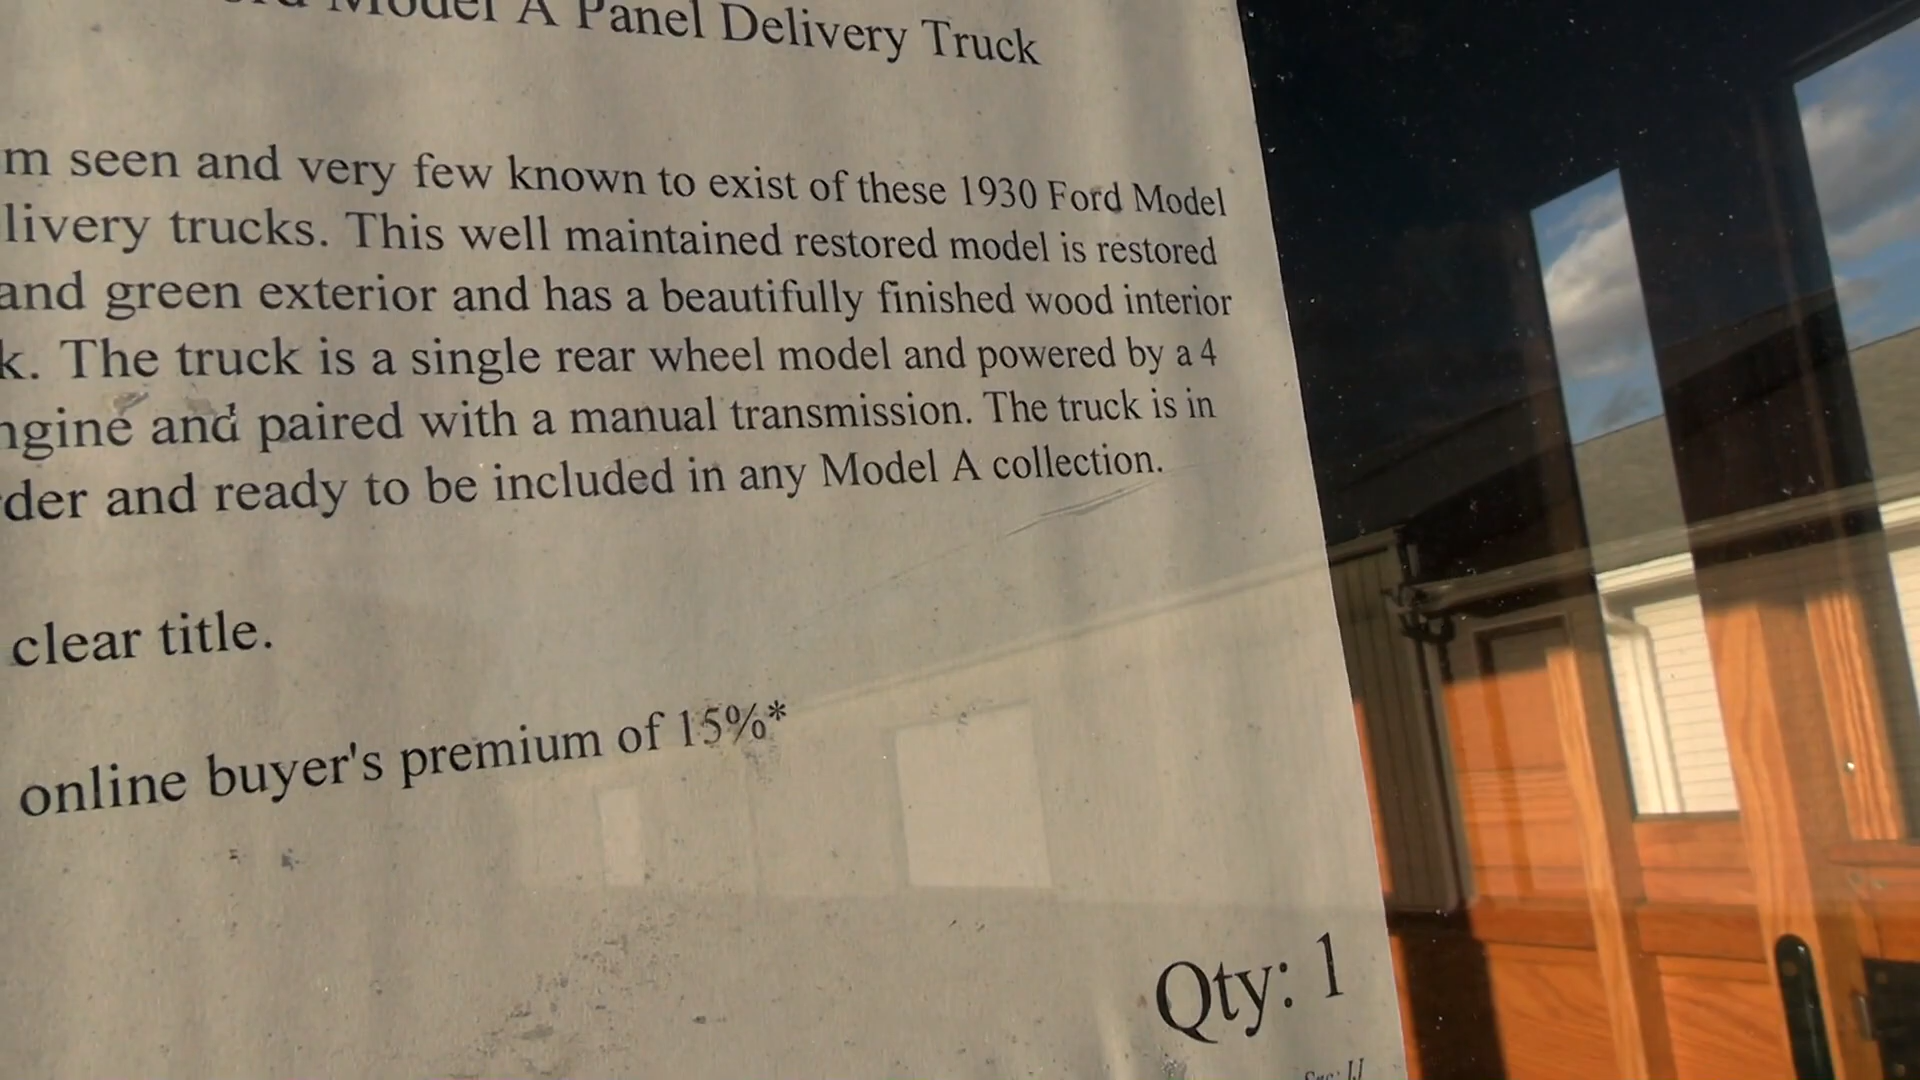 Model A Panel Delivery Truck
m seen and very few known to exist of these 1930 Ford Model
livery trucks. This well maintained restored model is restored
and green exterior and has a beautifully finished wood interior
k. The truck is a single rear wheel model and powered by a 4
ngine and paired with a manual transmission. The truck is in
der and ready to be included in any Model A collection.
clear title.
online buyer's premium of 15%*
Qty: 1